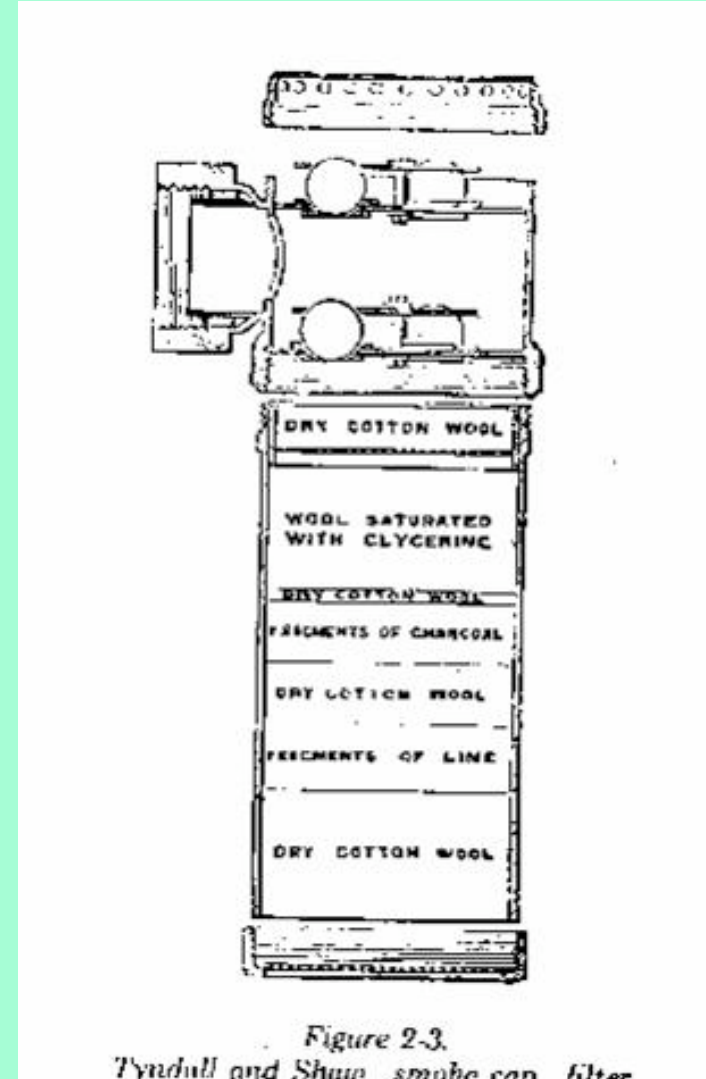 DRY COTTON WOOL
WOOL SATURATED
WITH GLYCERINE
DRY COTTON WOOL
FRAGMENTS OF CHARCOAL
DRY COTTON WOOL
FRAGMENTS OF LIME
DRY COTTON WOOL
Figure 2-3.
Tyndall and Shaw smoke cap filter